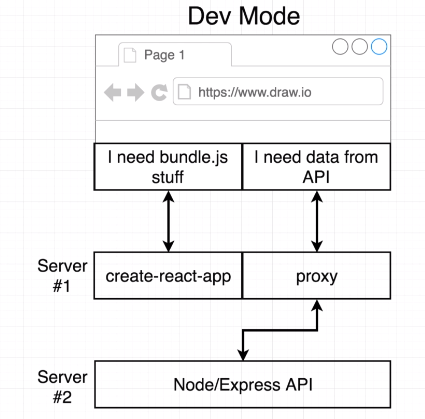 Dev Mode
Page 1
https://www.draw.io
I need bundle.js
stuff
I need data from
API
Server
#1
create-react-app
proxy
Server
#2
Node/Express API